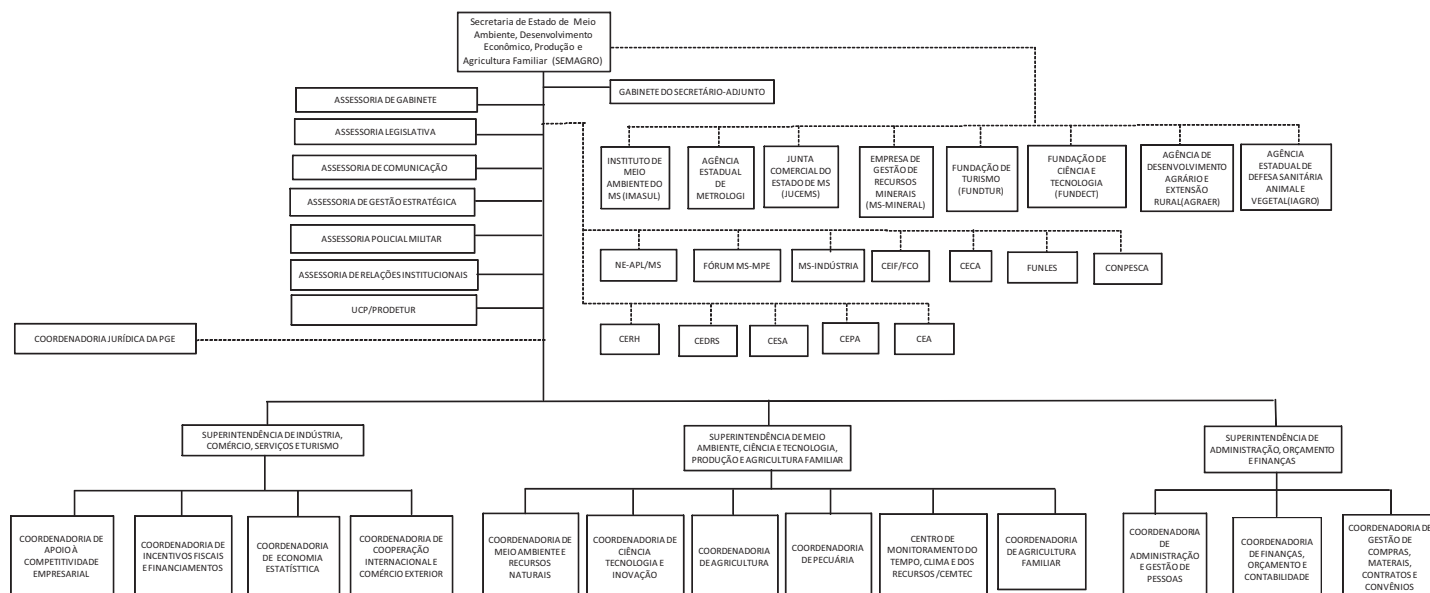 Secretaria de Estado de Meio
Ambiente, Desenvolvimento
Econômico, Produção e
Agricultura Familiar (SEMAGRO)
GABINETE DO SECRETÁRIO-ADJUNTO
ASSESSORIA DE GABINETE
ASSESSORIA LEGISLATIVA
ASSESSORIA DE COMUNICAÇÃO
ASSESSORIA DE GESTÃO ESTRATÉGICA
ASSESSORIA POLICIAL MILITAR
ASSESSORIA DE RELAÇÕES INSTITUCIONAIS
UCP/PRODETUR
COORDENADORIA JURÍDICA DA PGE
INSTITUTO DE
MEIO
AMBIENTE DO
MS (IMASUL)
AGÊNCIA
ESTADUAL
DE
METROLOGI
JUNTA
COMERCIAL DO
ESTADO DE MS
(JUCEMS)
EMPRESA DE
GESTÃO DE
RECURSOS
MINERAIS
(MS-MINERAL)
FUNDAÇÃO DE
TURISMO
(FUNDTUR)
FUNDAÇÃO DE
CIÊNCIA E
TECNOLOGIA
(FUNDECT)
AGÊNCIA DE
DESENVOLVIMENTO
AGRÁRIO E
EXTENSÃO
RURAL(AGRAER)
AGÊNCIA
ESTADUAL DE
DEFESA SANITÁRIA
ANIMAL E
VEGETAL(IAGRO)
NE-APL/MS
FÓRUM MS-MPE
MS-INDÚSTRIA
CEIF/FCO
CECA
FUNLES
CONPESCA
CERH
CEDRS
CESA
CEPA
CEA
SUPERINTENDÊNCIA DE INDÚSTRIA,
COMÉRCIO, SERVIÇOS E TURISMO
SUPERINTENDÊNCIA DE MEIO
AMBIENTE, CIÊNCIA E TECNOLOGIA,
PRODUÇÃO E AGRICULTURA FAMILIAR
SUPERINTENDÊNCIA DE
ADMINISTRAÇÃO, ORÇAMENTO
E FINANÇAS
COORDENADORIA DE
APOIO À
COMPETITIVIDADE
EMPRESARIAL
COORDENADORIA DE
INCENTIVOS FISCAIS
E FINANCIAMENTOS
COORDENADORIA
DE ECONOMIA
ESTATÍSTTICA
COORDENADORIA DE
COOPERAÇÃO
INTERNACIONAL E
COMÉRCIO EXTERIOR
COORDENADORIA DE
MEIO AMBIENTE E
RECURSOS
NATURAIS
COORDENADORIA DE
CIÊNCIA
TECNOLOGIA E
INOVAÇÃO
COORDENADORIA
DE AGRICULTURA
COORDENADORIA
DE PECUÁRIA
CENTRO DE
MONITORAMENTO DO
TEMPO, CLIMA E DOS
RECURSOS /CEMTEC
COORDENADORIA
DE AGRICULTURA
FAMILIAR
COORDENADORIA
DE
ADMINISTRAÇÃO
E GESTÃO DE
PESSOAS
COORDENADORIA
DE FINANÇAS,
ORÇAMENTO E
CONTABILIDADE
COORDENADORIA DE
GESTÃO DE
COMPRAS,
MATERAIS,
CONTRATOS E
CONVÊNIOS